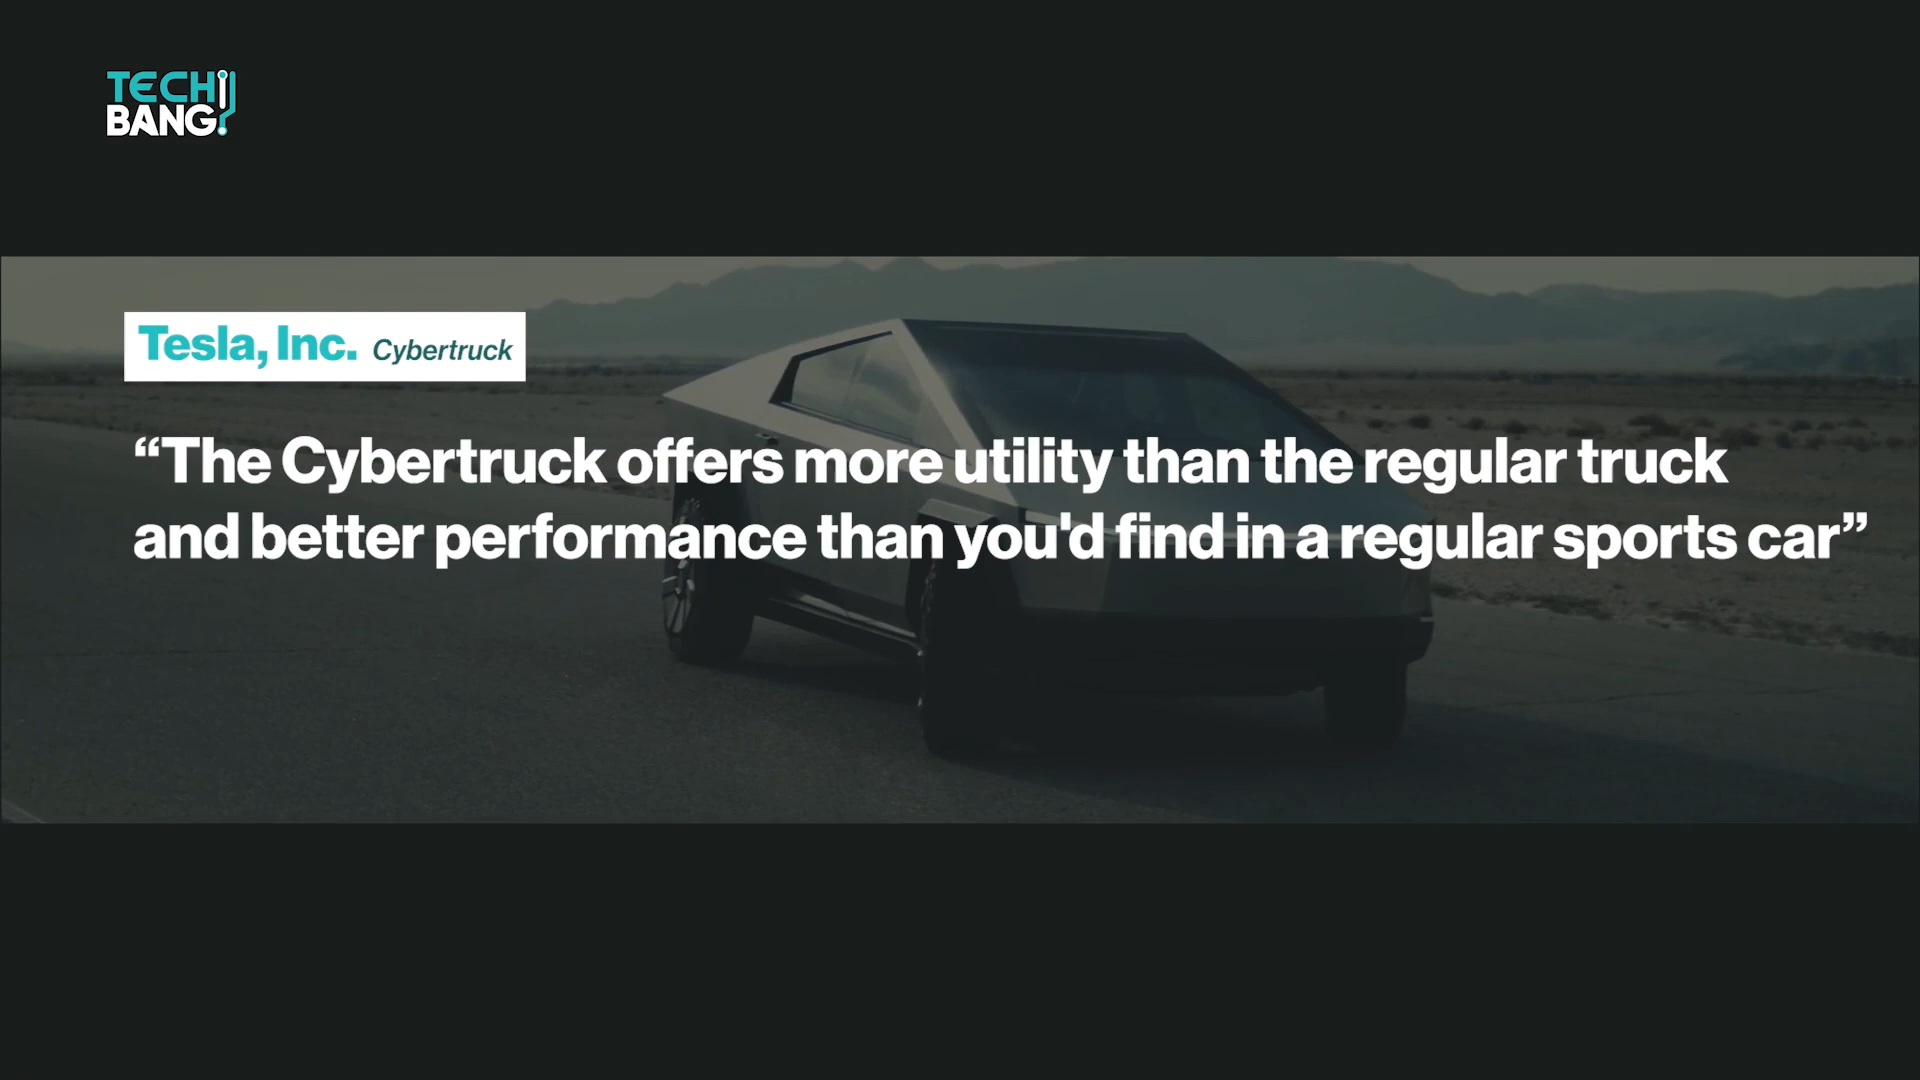 TECH
BANG!
Tesla, Inc. Cybertruck
“The Cybertruck offers more utility than the regular truck
and better performance than you'd find in a regular sports car”